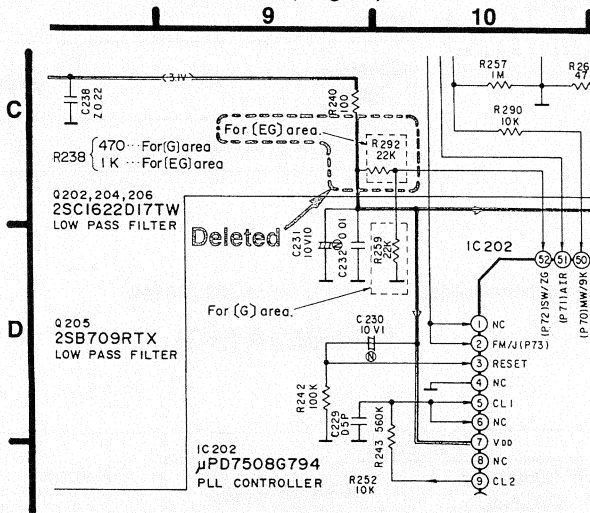 9
10
C
D
(3.1V)
C238
Z0.22
R240
100
R257
1M
R26
47
R290
10K
For (EG) area.
R292
22K
R238 { 470 ··· For (G) area
1K ··· For (EG) area
Q202,204,206
2SC1622D17TW
LOW PASS FILTER
Deleted
C231
10V10
N
C232
0.01
R259
22K
IC202
52
51
50
(P72)SW/ZG
(P71)AIR
(P70)MW/9K
For (G) area.
Q205
2SB709RTX
LOW PASS FILTER
C230
10V1
N
1 NC
2 FM/J(P73)
3 RESET
4 NC
5 CL1
6 NC
7 VDD
8 NC
9 CL2
R242
100K
C229
D5P
R243 560K
R252
10K
IC202
μPD7508G794
PLL CONTROLLER